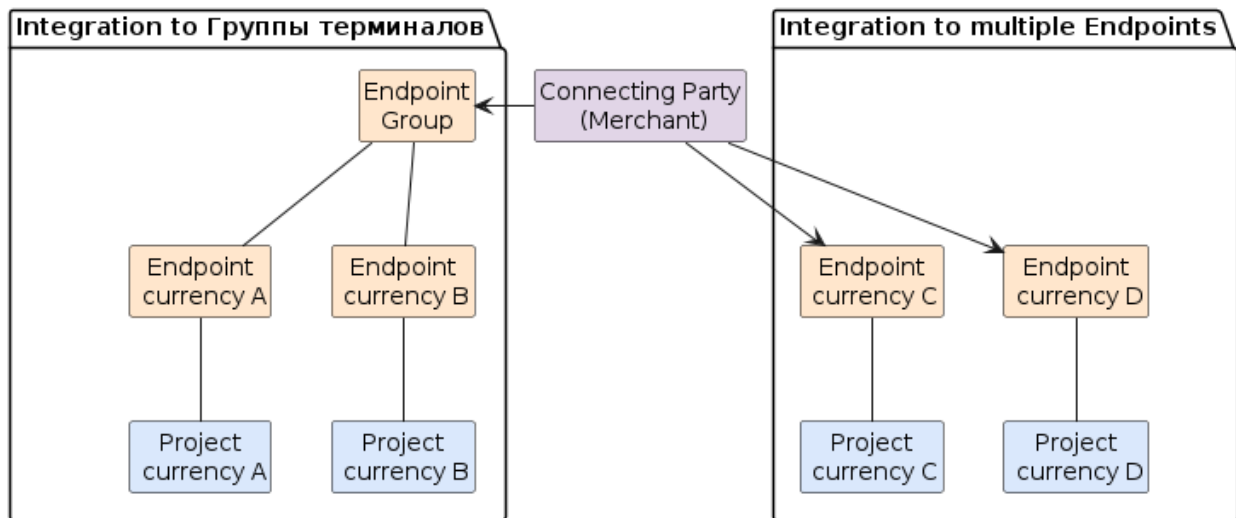 Integration to Группы терминалов
Integration to multiple Endpoints
Endpoint
Group
Connecting Party
(Merchant)
Endpoint
currency A
Endpoint
currency B
Endpoint
currency C
Endpoint
currency D
Project
currency A
Project
currency B
Project
currency C
Project
currency D